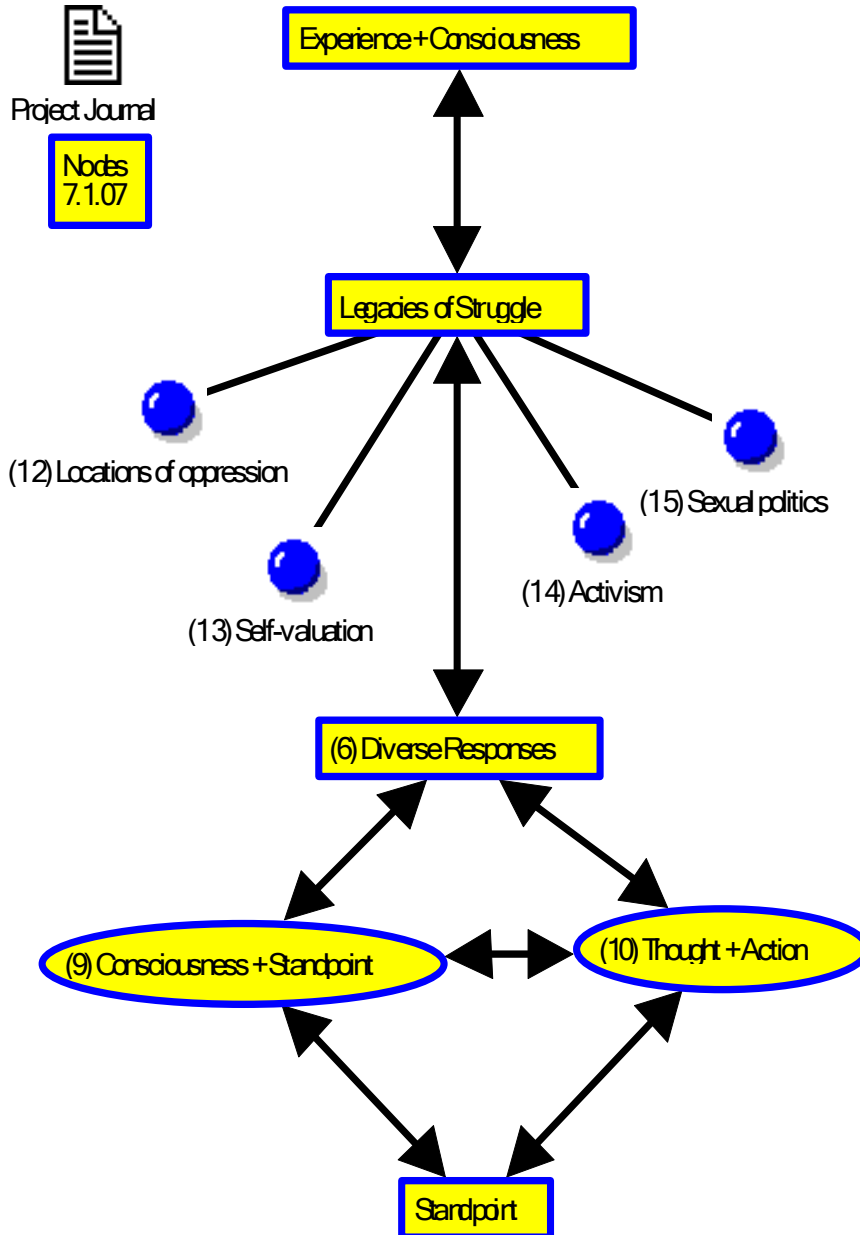 Experience + Consciousness
Project Journal
Nodes
7.1.07
Legacies of Struggle
(12) Locations of oppression
(15) Sexual politics
(14) Activism
(13) Self-valuation
(6) Diverse Responses
(9) Consciousness + Standpoint
(10) Thought + Action
Standpoint